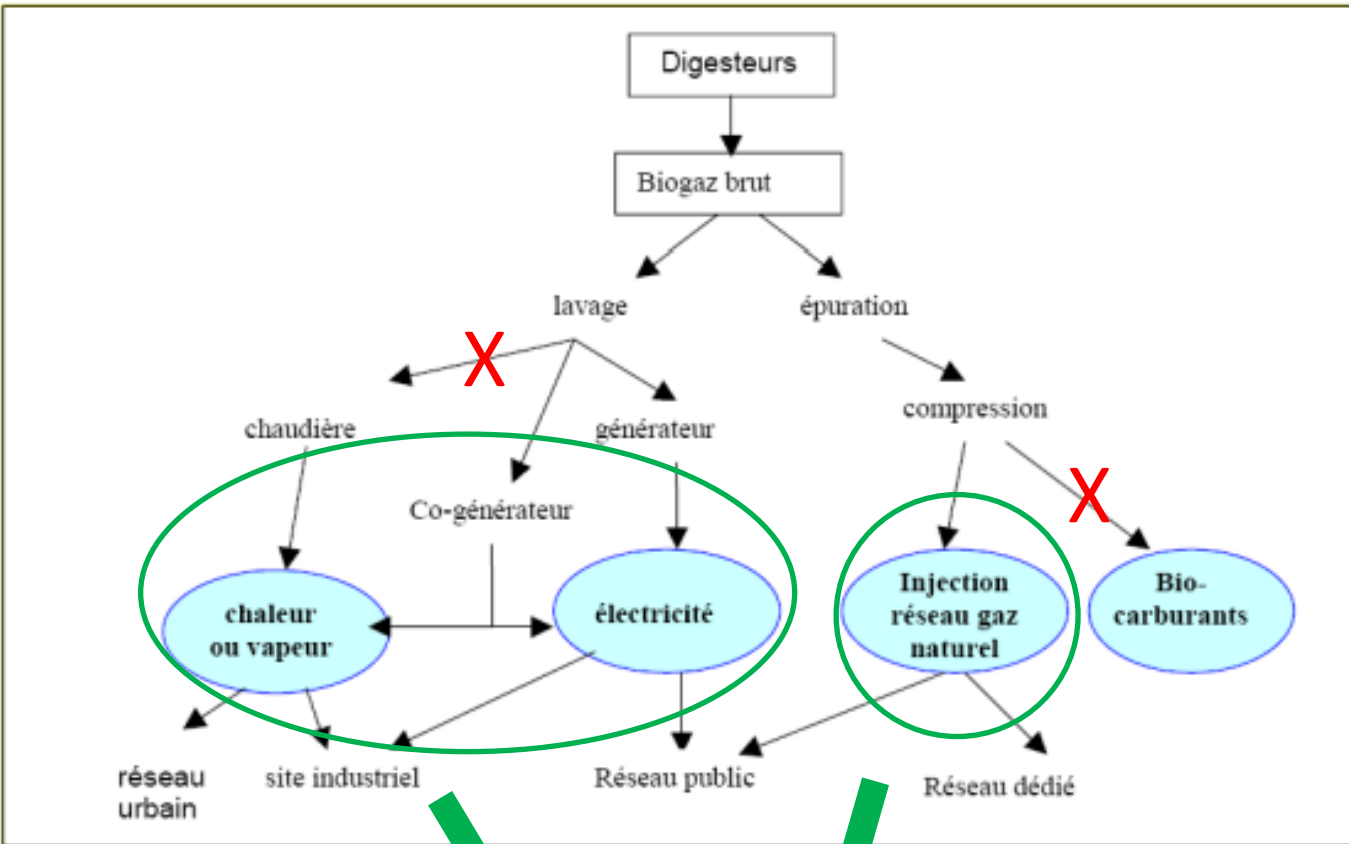 Digesteurs
Biogaz brut
lavage
épuration
X
chaudière
générateur
compression
Co-générateur
X
chaleur
ou vapeur
électricité
Injection
réseau gaz
naturel
Bio-
carburants
réseau
urbain
site industriel
Réseau public
Réseau dédié